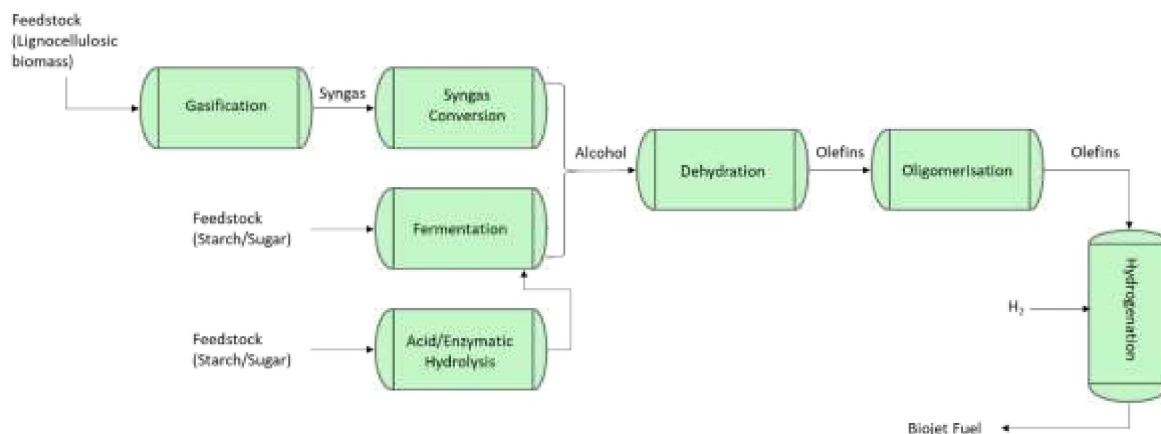 Feedstock
(Lignocellulosic
biomass)
Gasification
Syngas
Syngas
Conversion
Alcohol
Dehydration
Olefins
Oligomerisation
Olefins
Feedstock
(Starch/Sugar)
Fermentation
Hydrogenation
H₂
Feedstock
(Starch/Sugar)
Acid/Enzymatic
Hydrolysis
Biojet Fuel